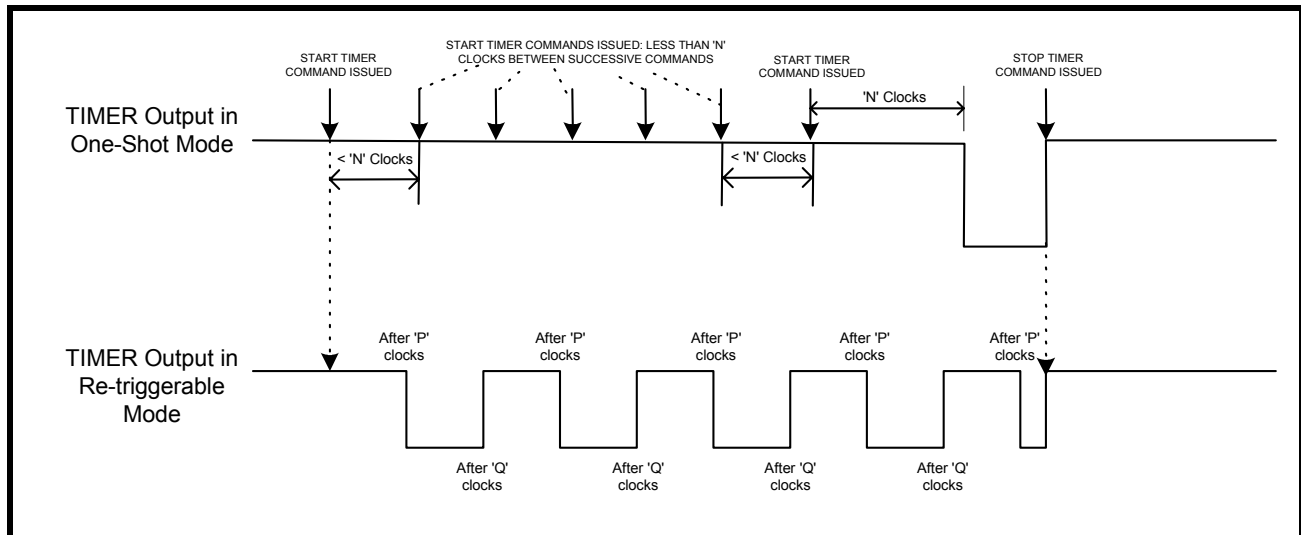 START TIMER
COMMAND ISSUED
START TIMER COMMANDS ISSUED: LESS THAN 'N'
CLOCKS BETWEEN SUCCESSIVE COMMANDS
START TIMER
COMMAND ISSUED
STOP TIMER
COMMAND ISSUED
TIMER Output in
One-Shot Mode
'N' Clocks
< 'N' Clocks
< 'N' Clocks
TIMER Output in
Re-triggerable
Mode
After 'P'
clocks
After 'P'
clocks
After 'P'
clocks
After 'P'
clocks
After 'P'
clocks
After 'Q'
clocks
After 'Q'
clocks
After 'Q'
clocks
After 'Q'
clocks